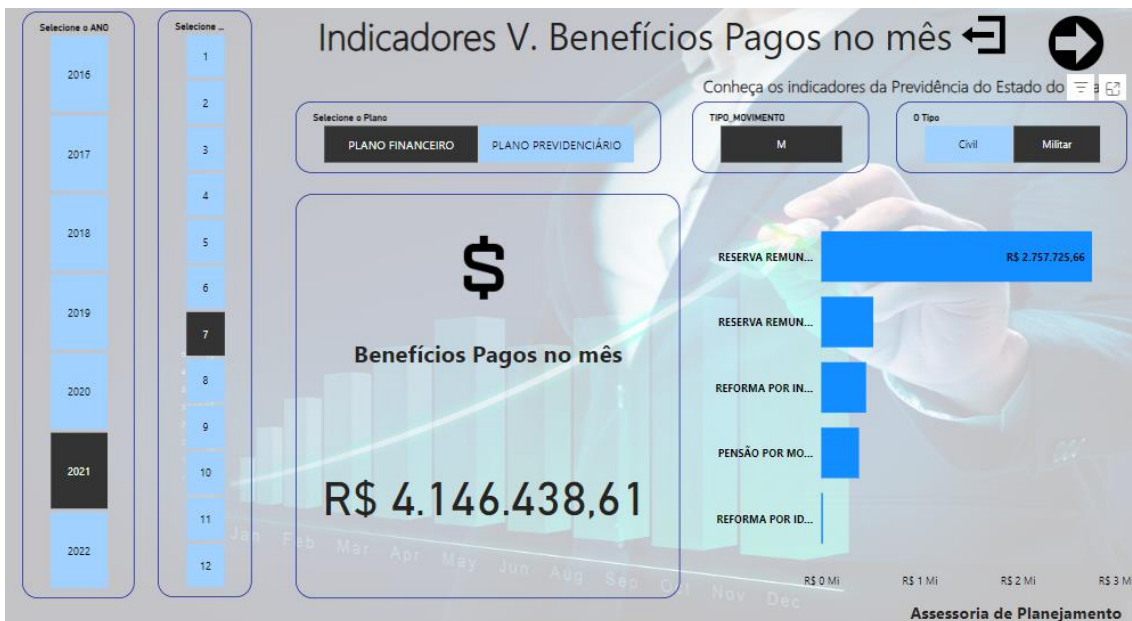 Selecione o ANO
2016
2017
2018
2019
2020
2021
2022
Selecione ...
1
2
3
4
5
6
7
8
9
10
11
12
Indicadores V. Benefícios Pagos no mês
Conheça os indicadores da Previdência do Estado do
Selecione o Plano
PLANO FINANCEIRO
PLANO PREVIDENCIÁRIO
TIPO_MOVIMENTO
M
O Tipo
Civil
Militar
$
Benefícios Pagos no mês
R$ 4.146.438,61
RESERVA REMUN...
R$ 2.757.725,66
RESERVA REMUN...
REFORMA POR IN...
PENSÃO POR MO...
REFORMA POR ID...
R$ 0 Mi
R$ 1 Mi
R$ 2 Mi
R$ 3 M
Jan Feb Mar Apr May Jun Aug Sep Oct Nov Dec
Assessoria de Planejamento